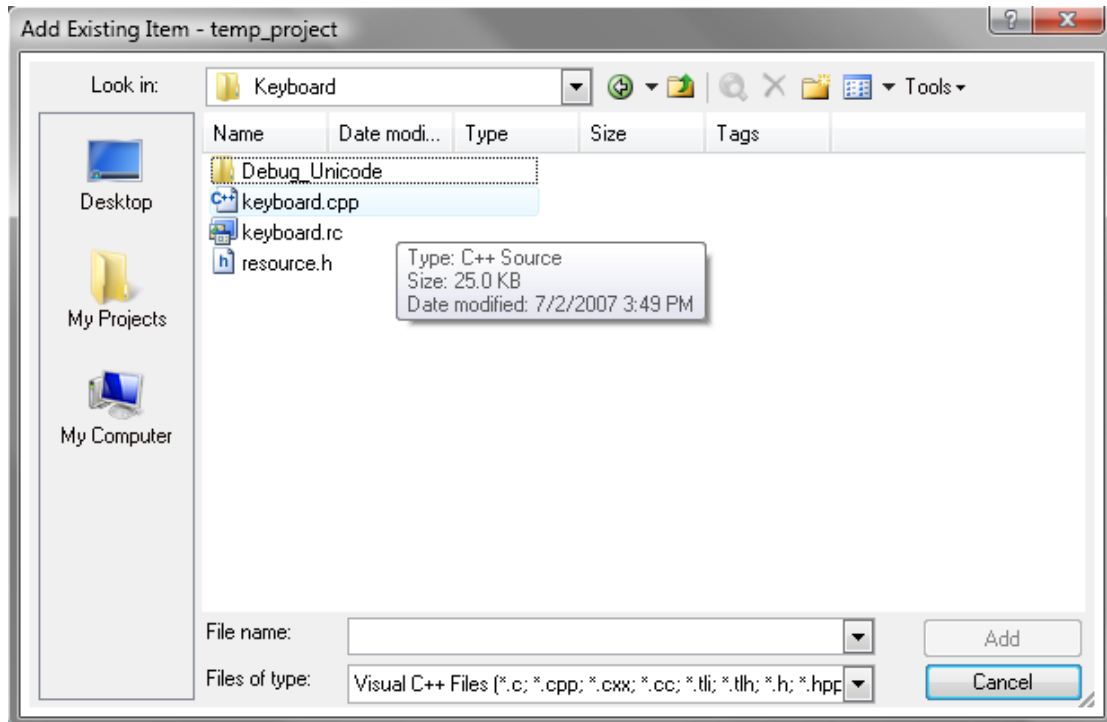 Add Existing Item - temp_project
Look in:
Keyboard
Tools
Name Date modi... Type Size Tags
Debug_Unicode
keyboard.cpp
keyboard.rc
resource.h
Type: C++ Source
Size: 25.0 KB
Date modified: 7/2/2007 3:49 PM
Desktop
My Projects
My Computer
File name:
Add
Files of type:
Visual C++ Files (*.c; *.cpp; *.cxx; *.cc; *.tli; *.tlh; *.h; *.hpp
Cancel